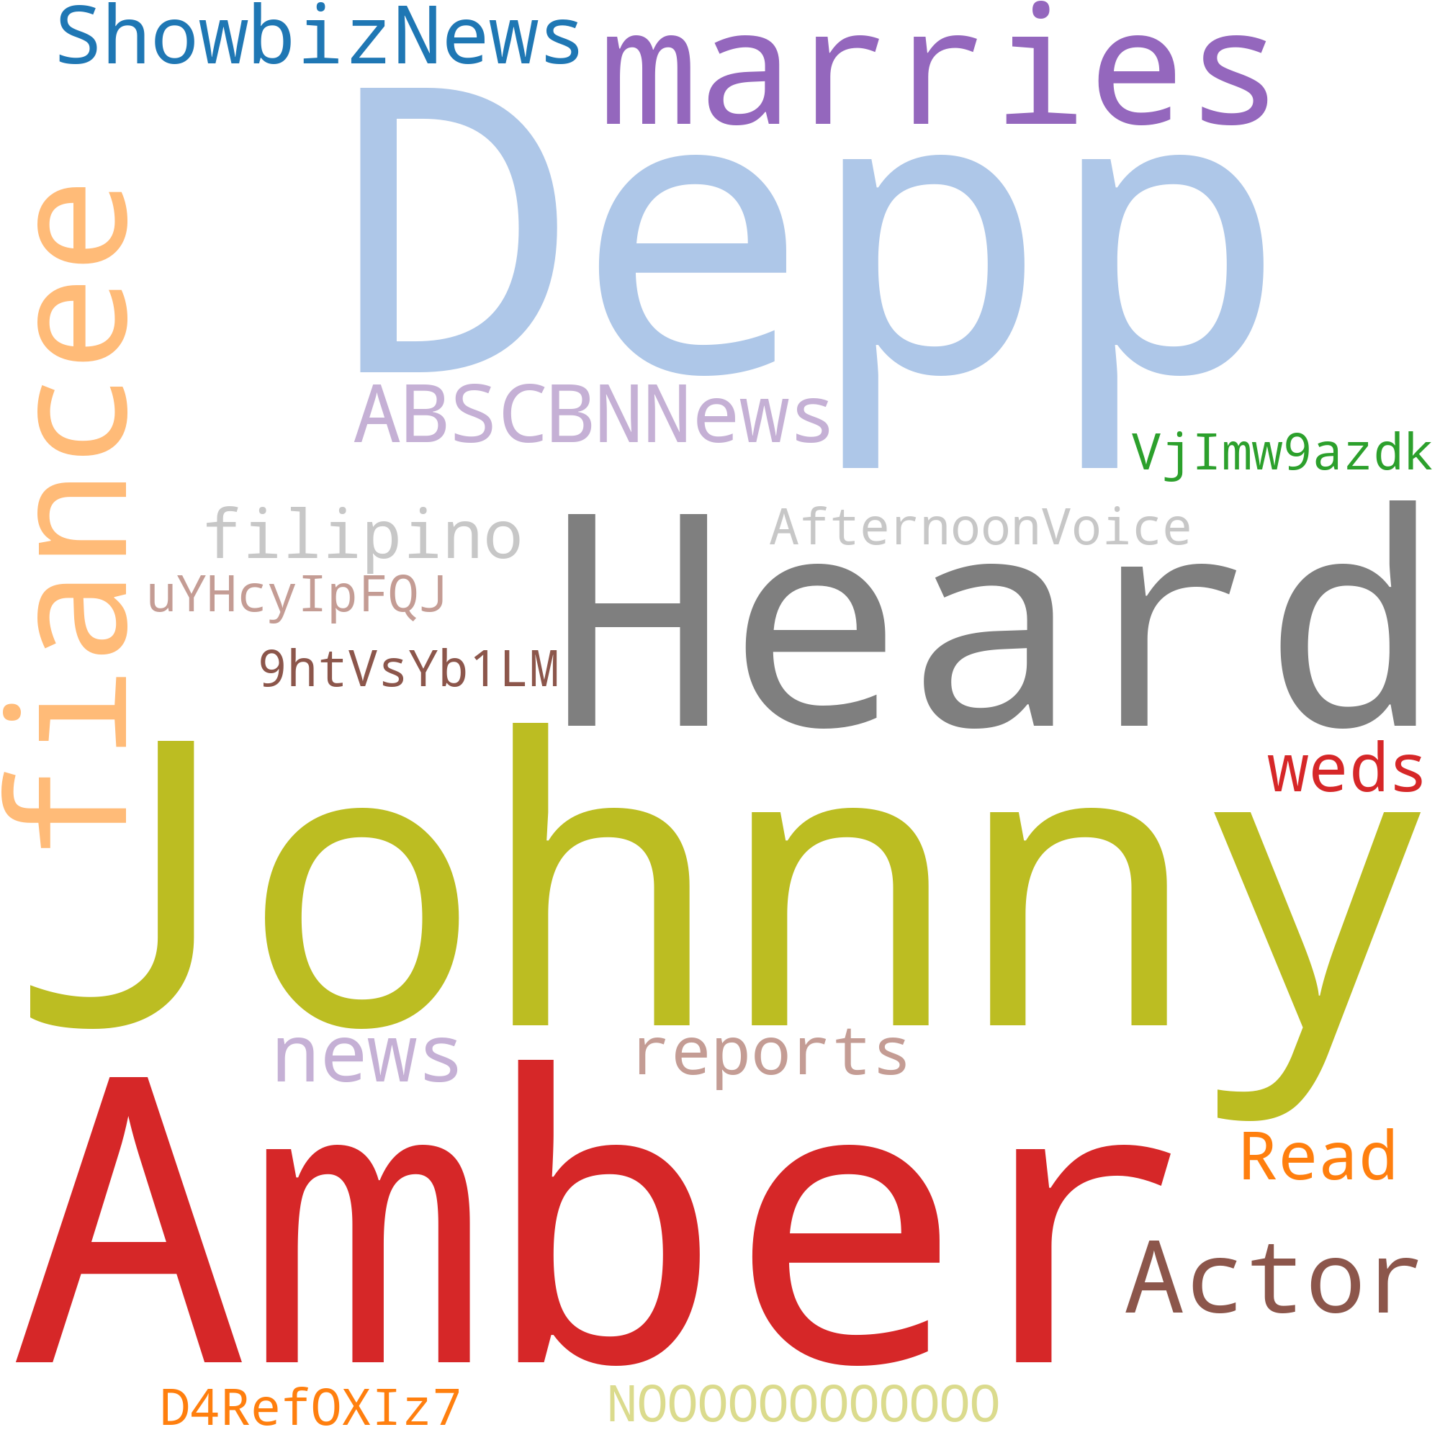 ShowbizNews
marries
Depp
fiancee
ABSCBNNews
VjImw9azdk
filipino
AfternoonVoice
Heard
uYHcyIpFQJ
9htVsYb1LM
weds
Johnny
news
reports
Amber
Read
Actor
D4RefOXIz7
NOOOOOOOOOOOO